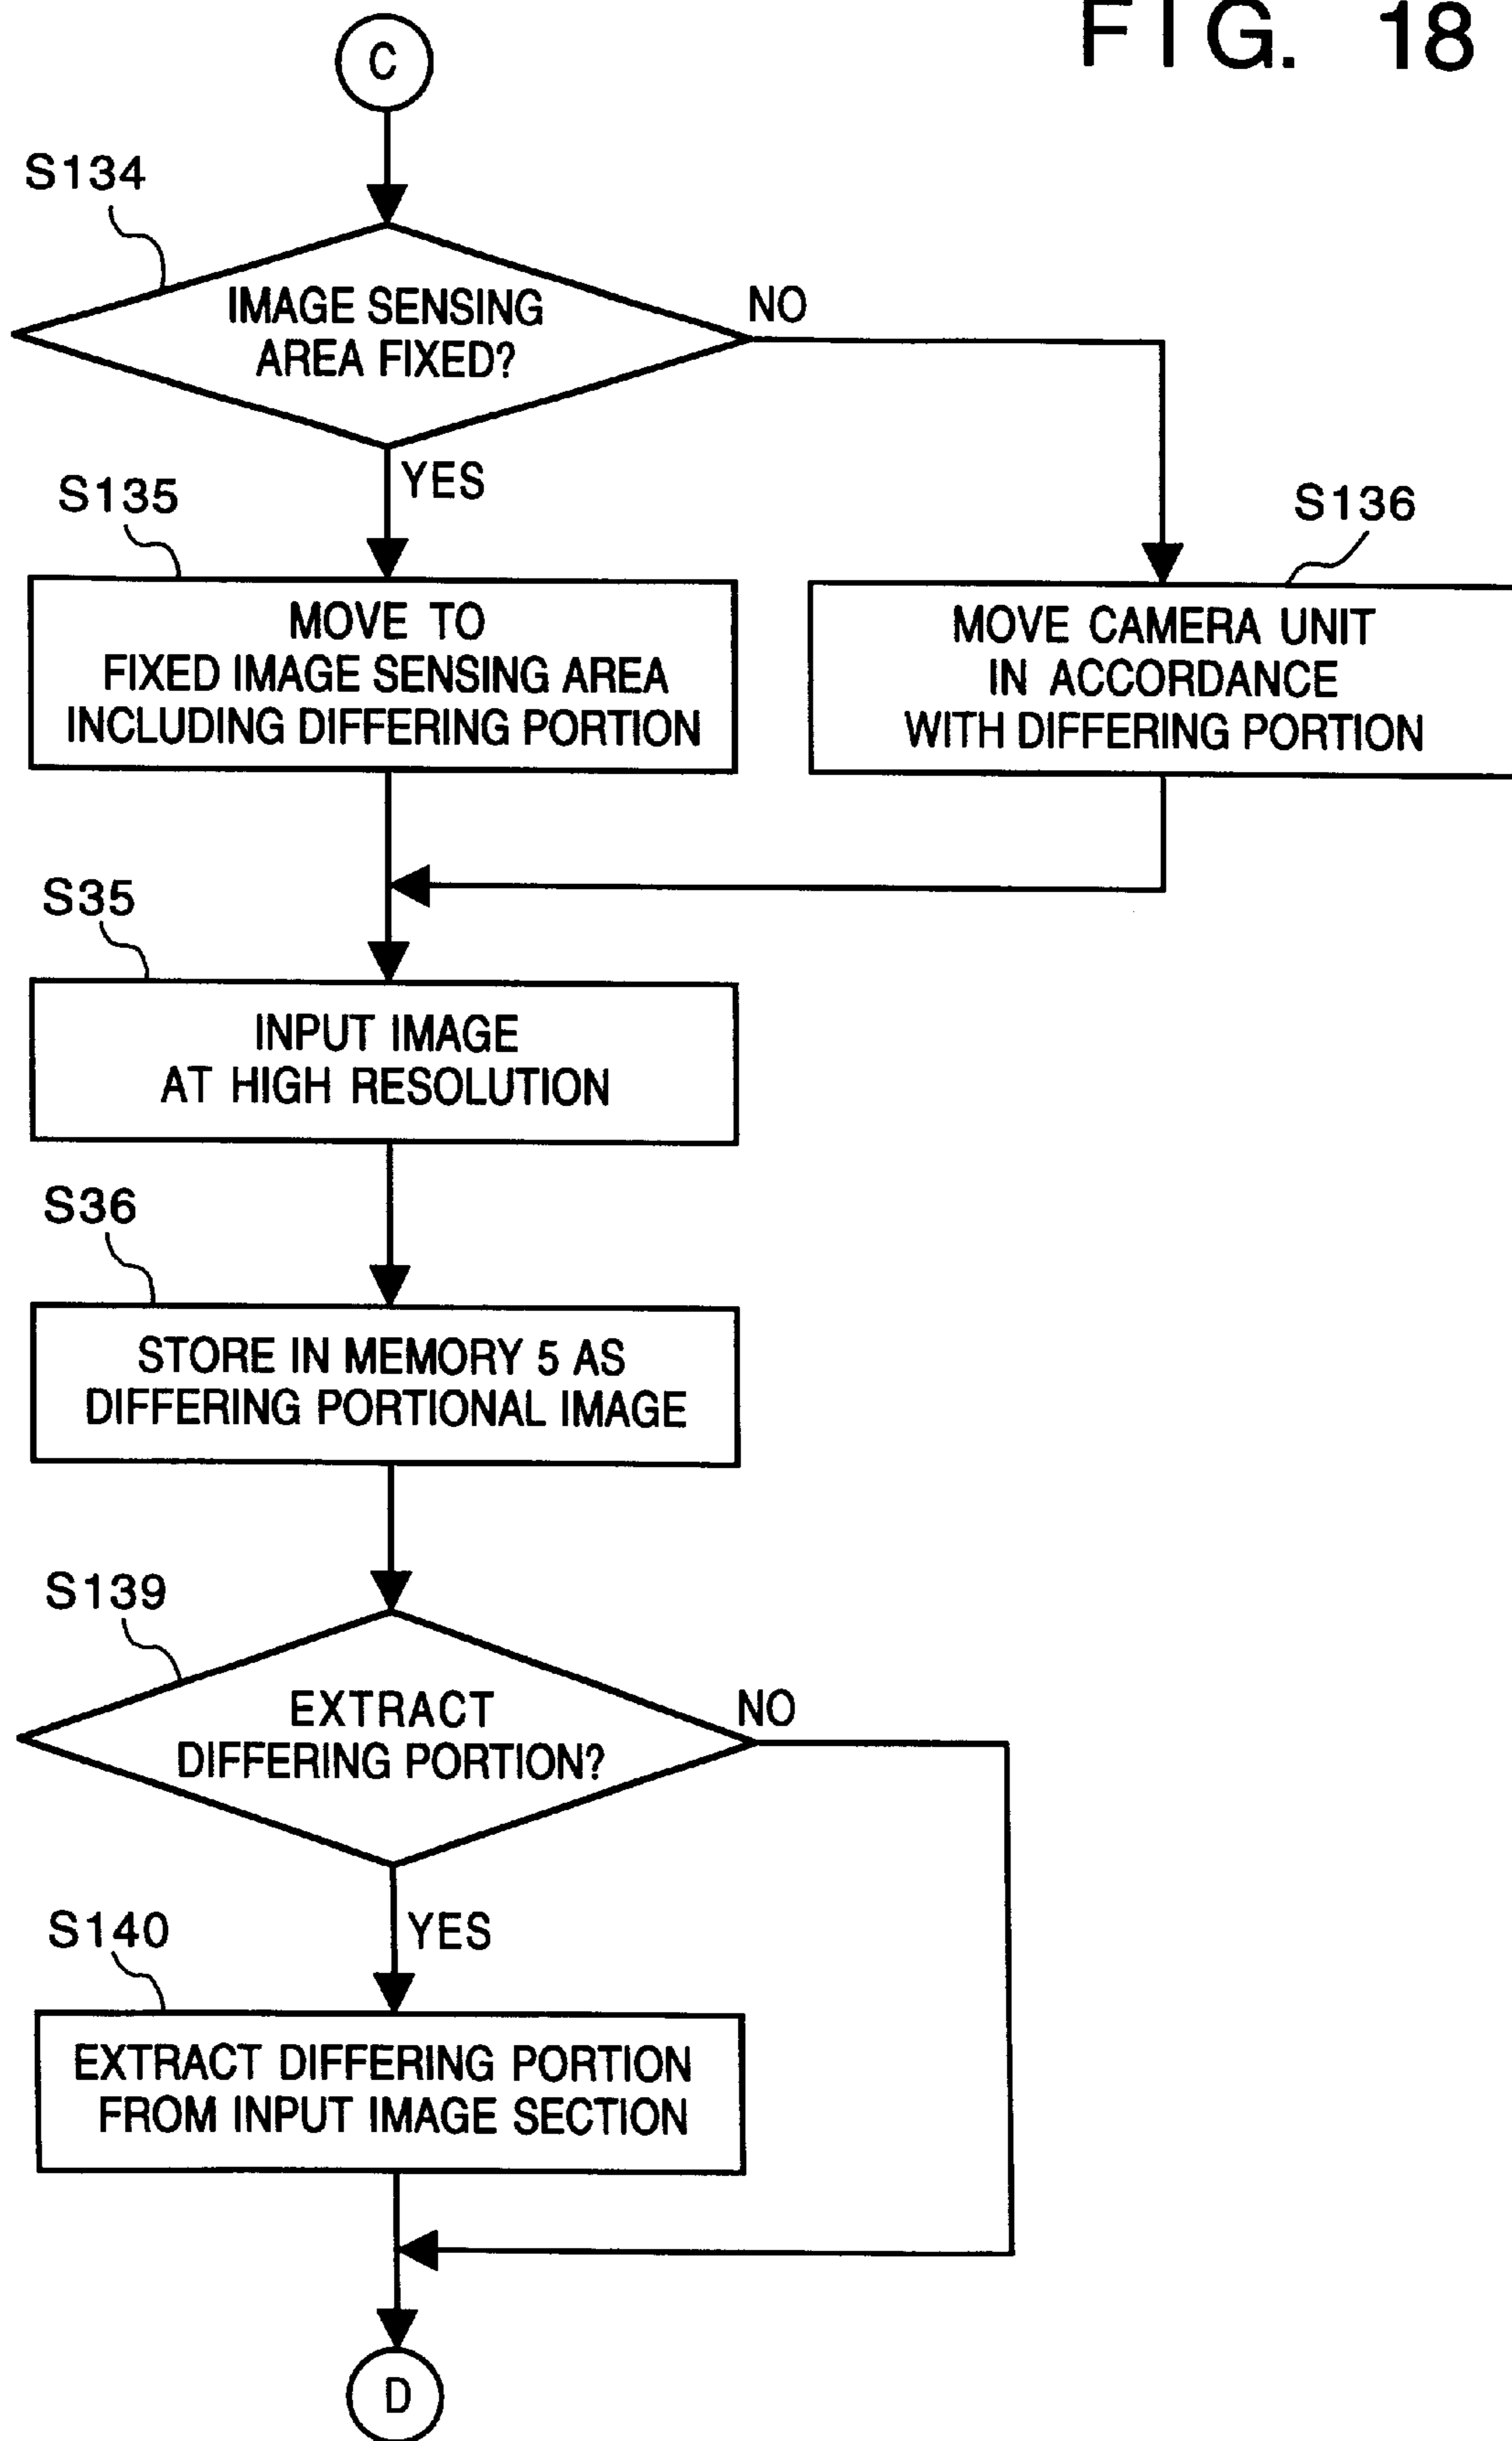 FIG. 18
C
S134
IMAGE SENSING
AREA FIXED?
NO
YES
S135
MOVE TO
FIXED IMAGE SENSING AREA
INCLUDING DIFFERING PORTION
S136
MOVE CAMERA UNIT
IN ACCORDANCE
WITH DIFFERING PORTION
S35
INPUT IMAGE
AT HIGH RESOLUTION
S36
STORE IN MEMORY 5 AS
DIFFERING PORTIONAL IMAGE
S139
EXTRACT
DIFFERING PORTION?
NO
YES
S140
EXTRACT DIFFERING PORTION
FROM INPUT IMAGE SECTION
D